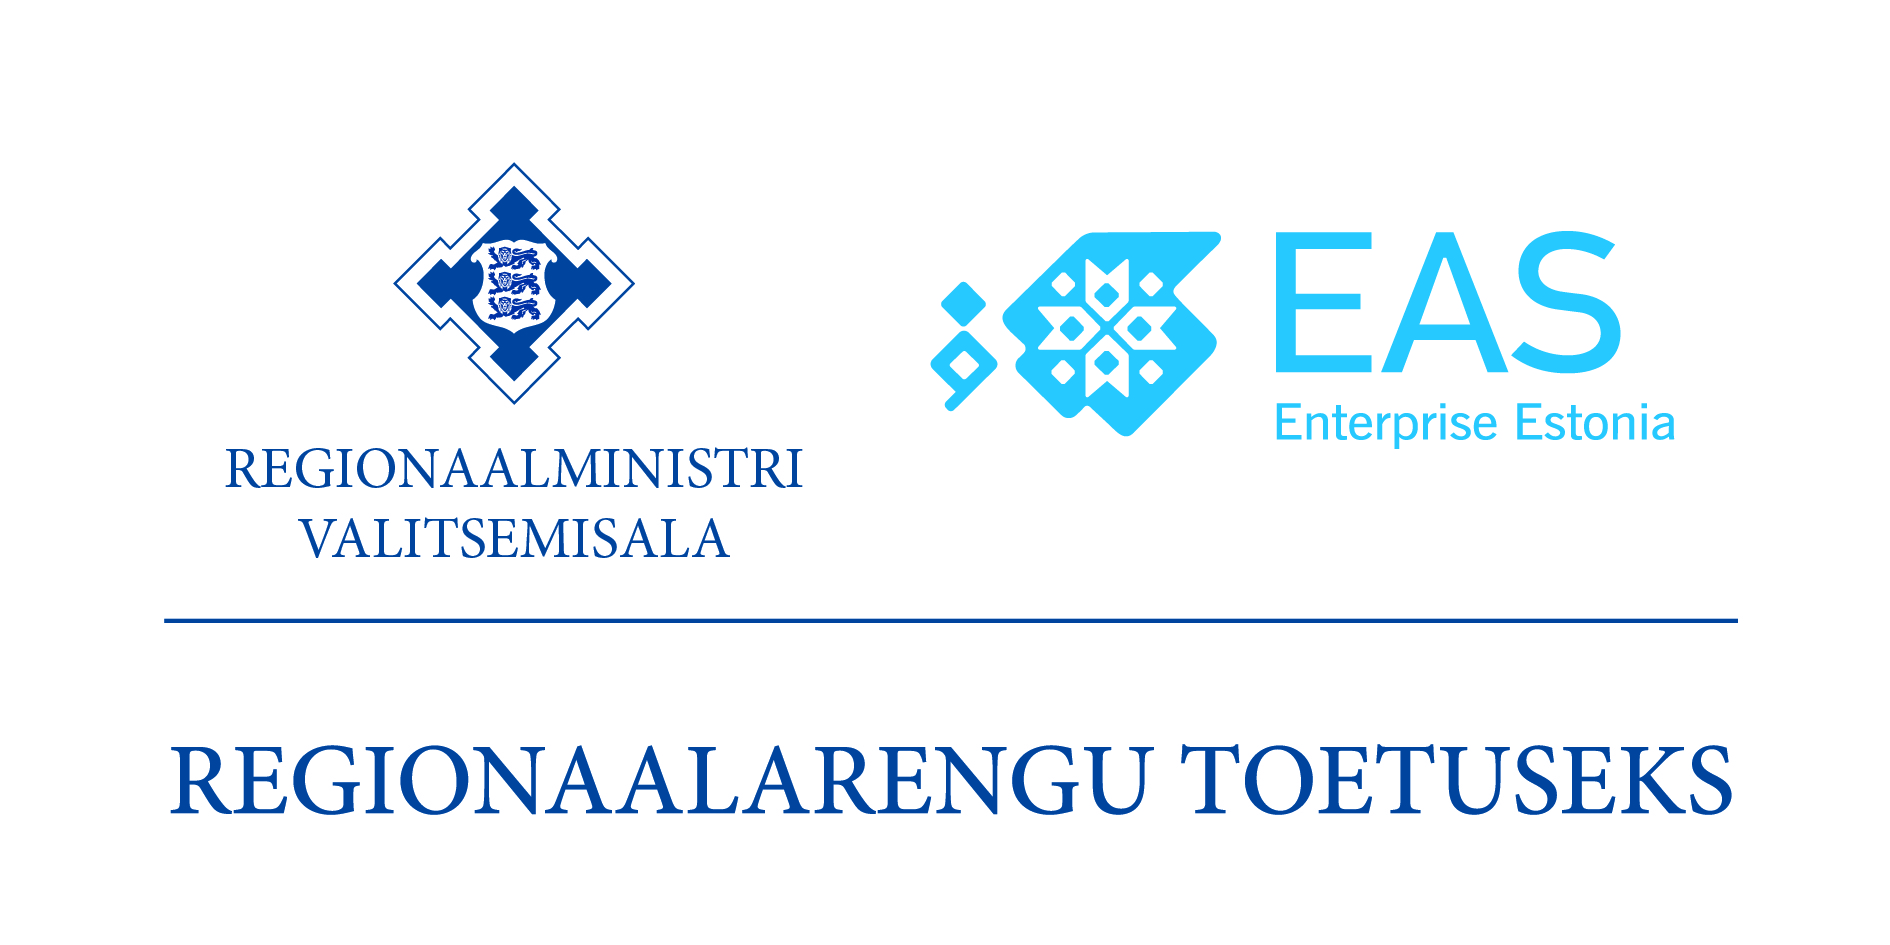 REGIONAALMINISTRI
VALITSEMISALA
EAS
Enterprise Estonia
REGIONAALARENGU TOETUSEKS